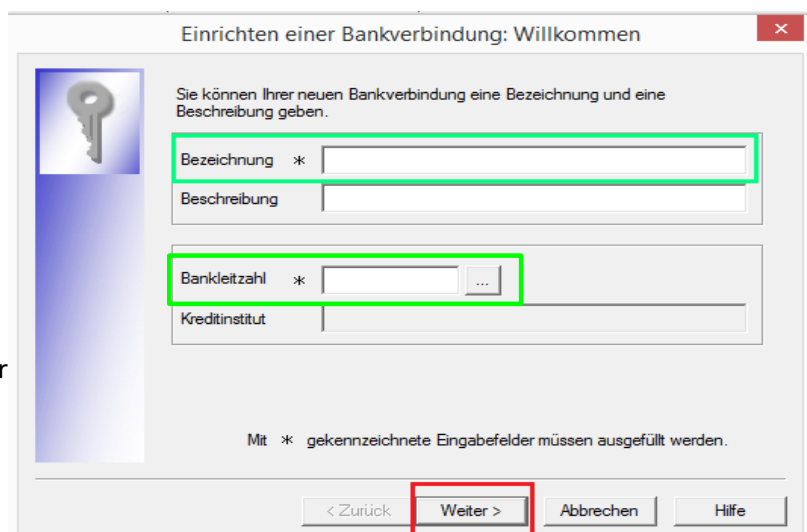 Einrichten einer Bankverbindung: Willkommen
Sie können Ihrer neuen Bankverbindung eine Bezeichnung und eine
Beschreibung geben.
Bezeichnung *
Beschreibung
Bankleitzahl * ...
Kreditinstitut
r
Mit * gekennzeichnete Eingabefelder müssen ausgefüllt werden.
< Zurück Weiter > Abbrechen Hilfe